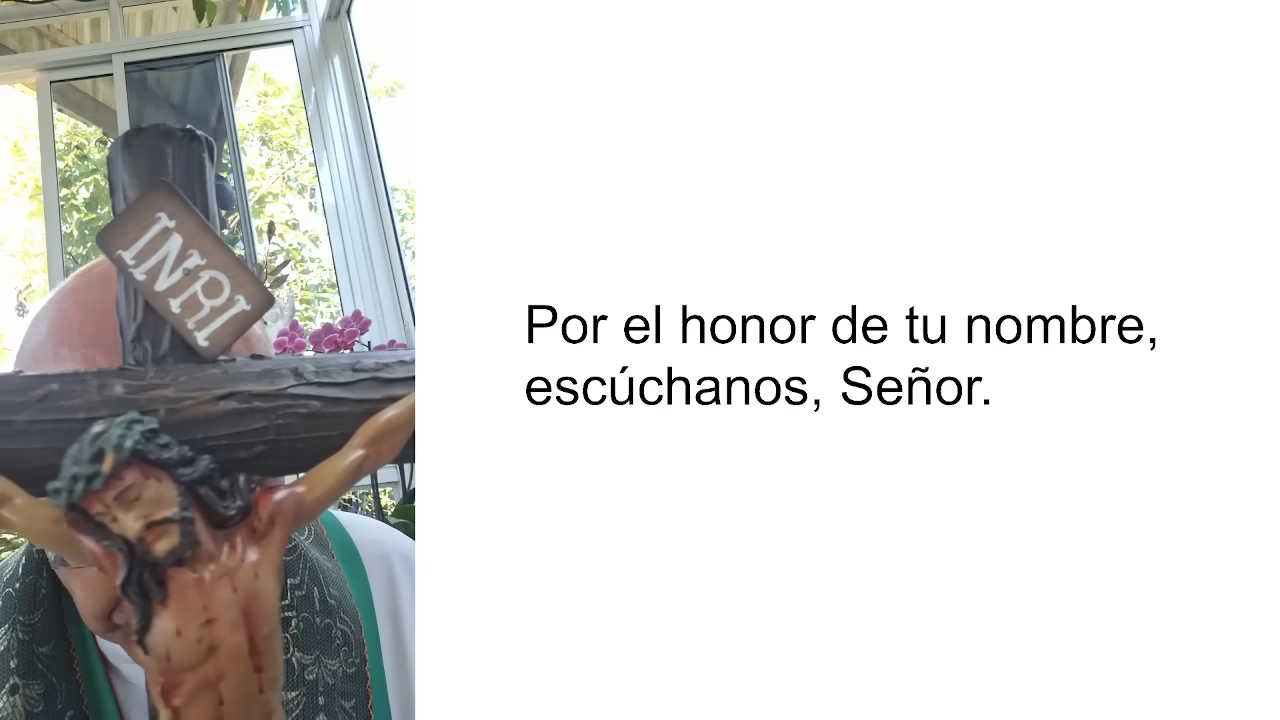 INRI
Por el honor de tu nombre,
escúchanos, Señor.